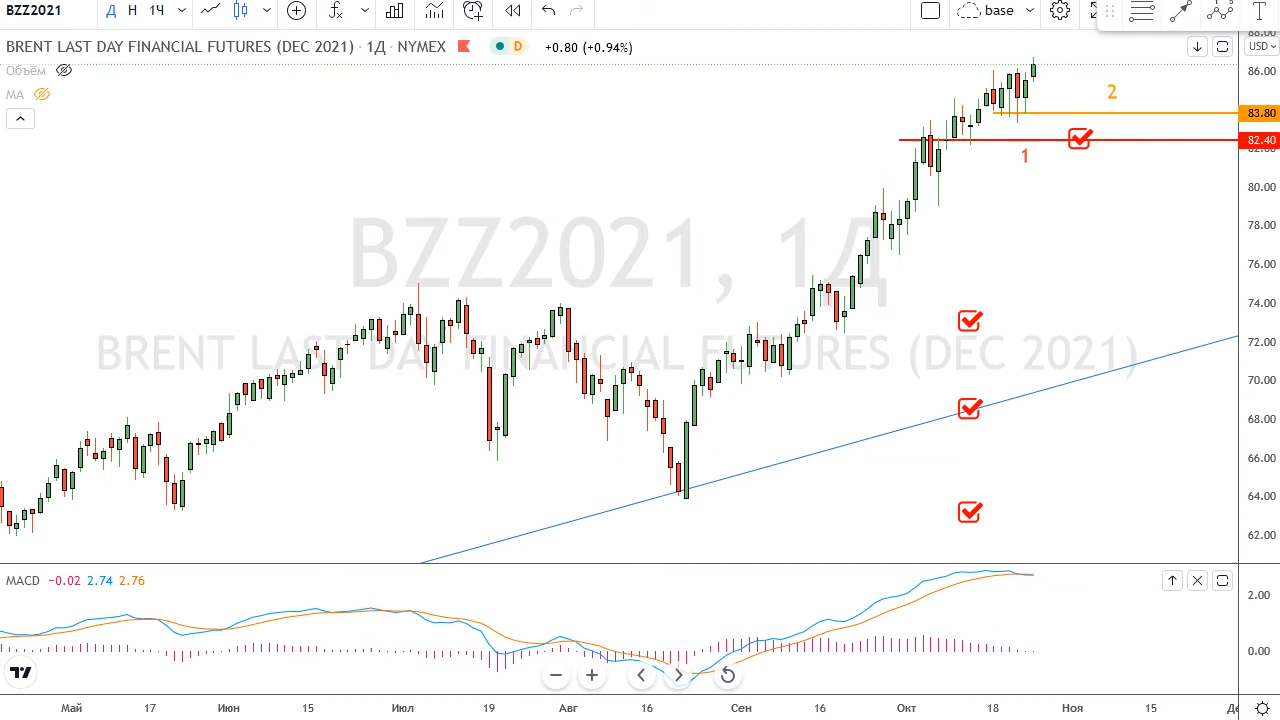 BZZ2021 Д Н 1Ч base
BRENT LAST DAY FINANCIAL FUTURES (DEC 2021) · 1Д · NYMEX D +0.80 (+0.94%)
Объём
MA
BZZ2021, 1Д
BRENT LAST DAY FINANCIAL FUTURES (DEC 2021)
2
1
88.00
USD
86.00
83.80
82.40
82.00
80.00
78.00
76.00
74.00
72.00
70.00
68.00
66.00
64.00
62.00
MACD −0.02 2.74 2.76
2.00
0.00
Май 17 Июн 15 Июл 19 Авг 16 Сен 16 Окт 18 Ноя 15